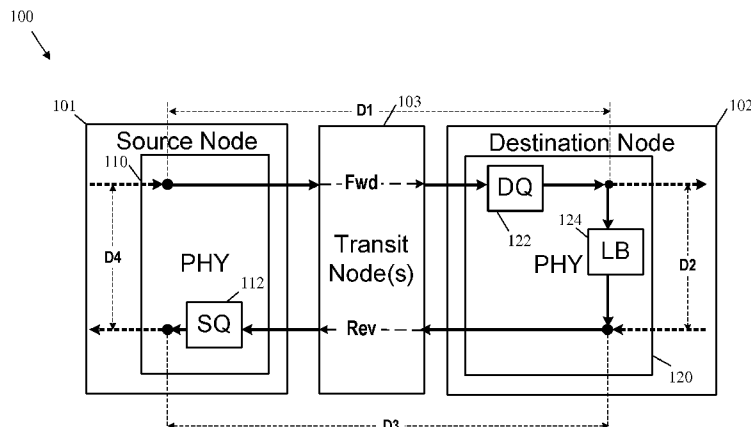 100
D1
101
103
102
Source Node
Destination Node
110
Fwd
DQ
122
124
D4
PHY
Transit
Node(s)
PHY
LB
D2
112
SQ
Rev
120
D3